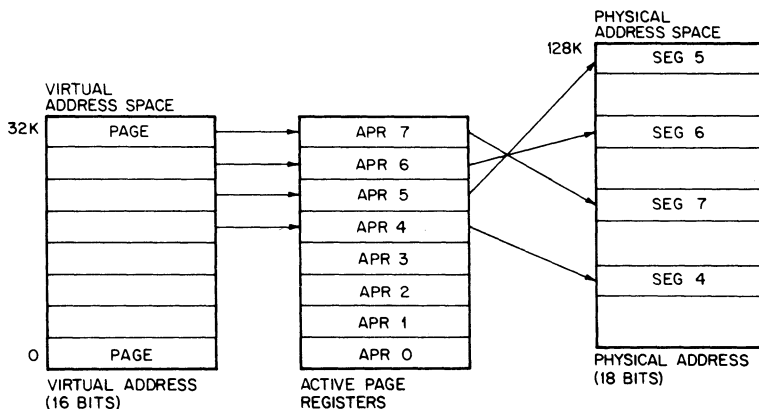 PHYSICAL
ADDRESS SPACE
128K
SEG 5
VIRTUAL
ADDRESS SPACE
32K
PAGE
APR 7
SEG 6
APR 6
APR 5
SEG 7
APR 4
APR 3
SEG 4
APR 2
APR 1
0
PAGE
APR 0
VIRTUAL ADDRESS
(16 BITS)
ACTIVE PAGE
REGISTERS
PHYSICAL ADDRESS
(18 BITS)